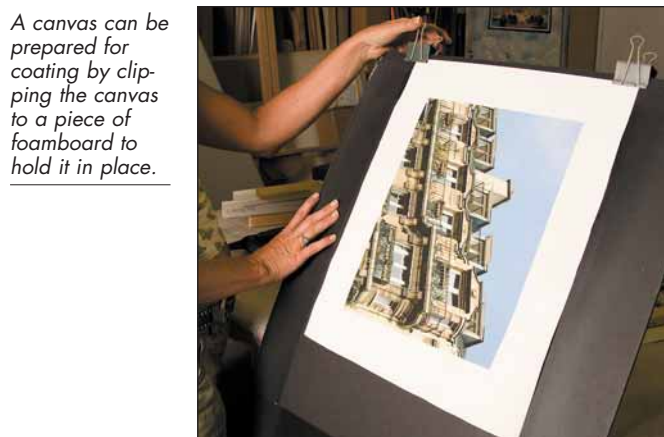 A canvas can be
prepared for
coating by clip-
ping the canvas
to a piece of
foamboard to
hold it in place.